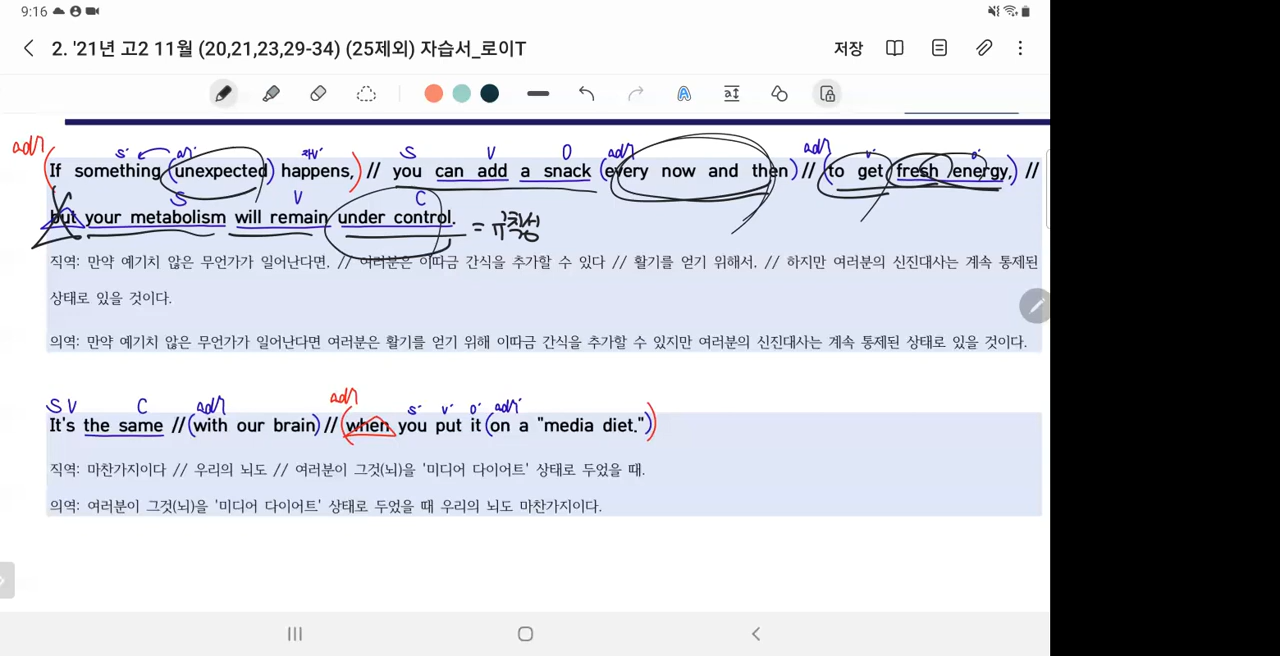 9:16
2. '21년 고2 11월 (20,21,23,29-34) (25제외) 자습서_로이T 저장
adv s' a' 자v' S V O adv adv v' o'
If something (unexpected) happens,) // you can add a snack (every now and then) // (to get fresh energy,) //
S V C
but your metabolism will remain under control. = 규칙성
직역: 만약 예기치 않은 무언가가 일어난다면. // 여러분은 이따금 간식을 추가할 수 있다 // 활기를 얻기 위해서. // 하지만 여러분의 신진대사는 계속 통제된
상태로 있을 것이다.
의역: 만약 예기치 않은 무언가가 일어난다면 여러분은 활기를 얻기 위해 이따금 간식을 추가할 수 있지만 여러분의 신진대사는 계속 통제된 상태로 있을 것이다.
S V C adv adv s' v' o' adv'
It's the same // (with our brain) // (when you put it (on a "media diet."))
직역: 마찬가지이다 // 우리의 뇌도 // 여러분이 그것(뇌)을 '미디어 다이어트' 상태로 두었을 때.
의역: 여러분이 그것(뇌)을 '미디어 다이어트' 상태로 두었을 때 우리의 뇌도 마찬가지이다.